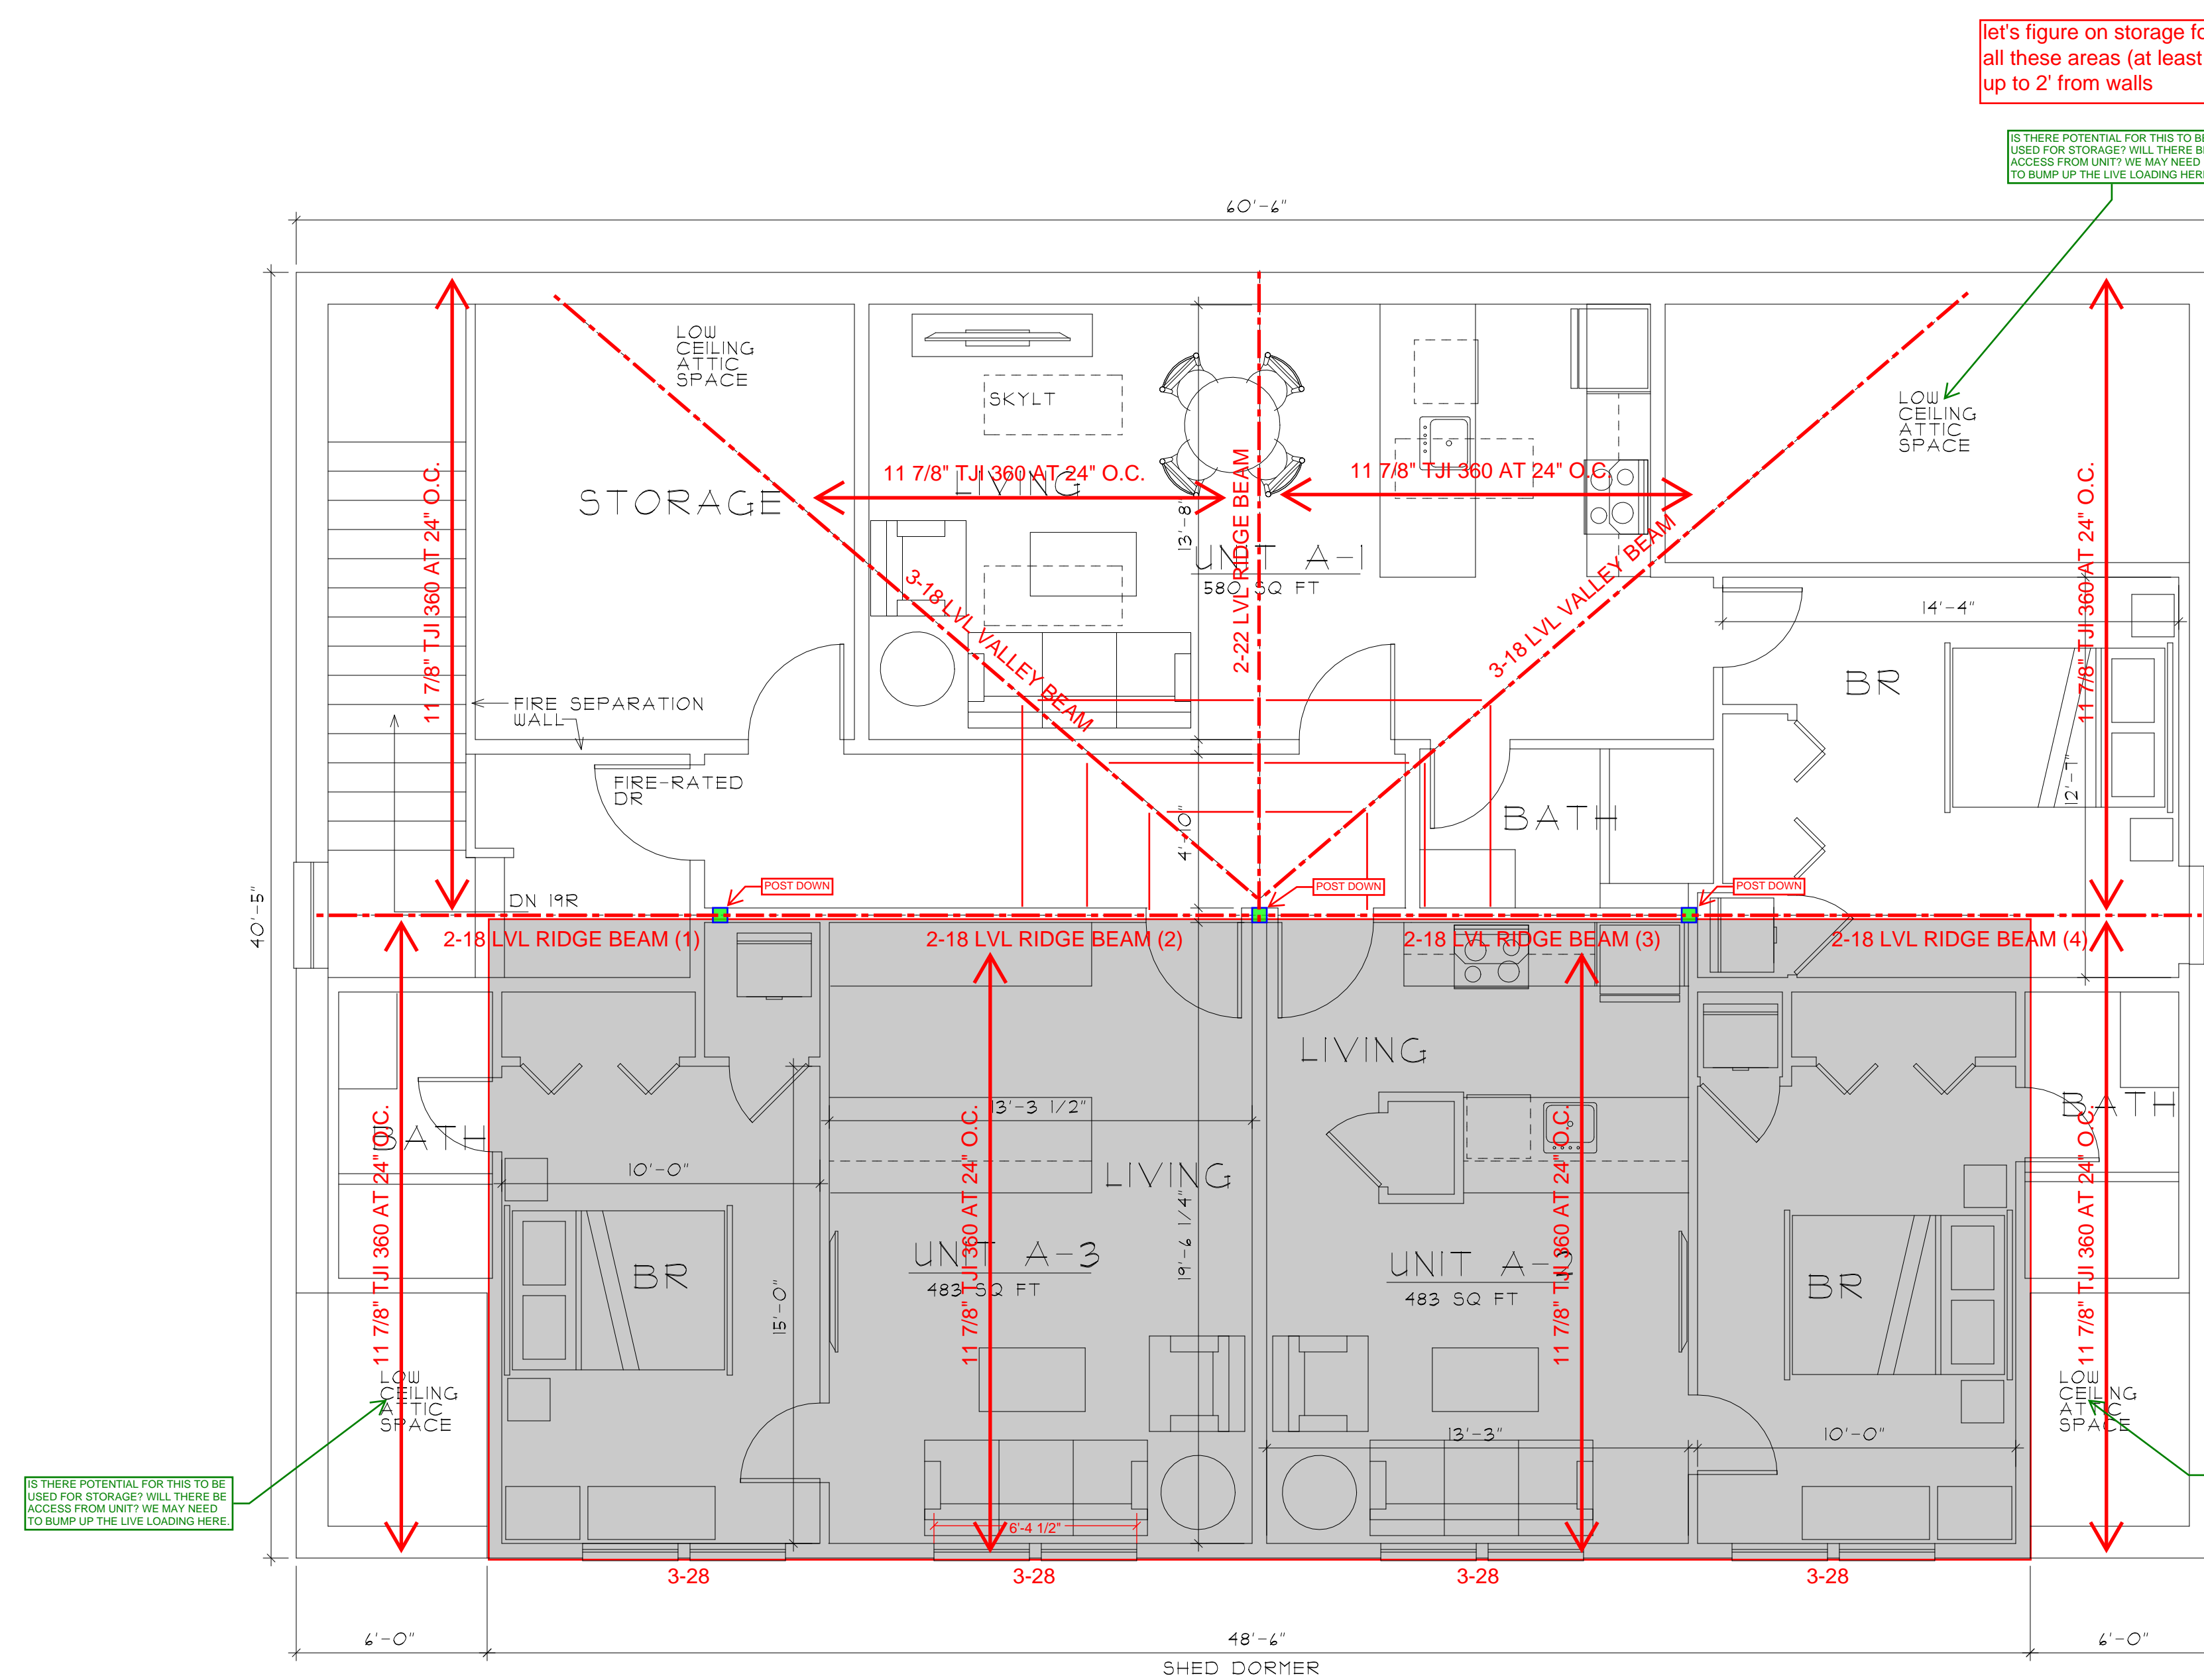 let's figure on storage fo
all these areas (at least
up to 2' from walls
IS THERE POTENTIAL FOR THIS TO BE
USED FOR STORAGE? WILL THERE BE
ACCESS FROM UNIT? WE MAY NEED
TO BUMP UP THE LIVE LOADING HERE
60'-6"
40'-5"
LOW
CEILING
ATTIC
SPACE
SKYLT
LOW
CEILING
ATTIC
SPACE
STORAGE
LIVING
11 7/8" TJI 360 AT 24" O.C.
11 7/8" TJI 360 AT 24" O.C.
11 7/8" TJI 360 AT 24" O.C.
11 7/8" TJI 360 AT 24" O.C.
2-22 LVL RIDGE BEAM
13'-8"
UNIT A-1
580 SQ FT
3-18 LVL VALLEY BEAM
3-18 LVL VALLEY BEAM
14'-4"
BR
12'-7"
FIRE SEPARATION
WALL
FIRE-RATED
DR
4'-10"
BATH
DN 19R
POST DOWN
POST DOWN
POST DOWN
2-18 LVL RIDGE BEAM (1)
2-18 LVL RIDGE BEAM (2)
2-18 LVL RIDGE BEAM (3)
2-18 LVL RIDGE BEAM (4)
LIVING
13'-3 1/2"
BATH
BATH
10'-0"
LIVING
11 7/8" TJI 360 AT 24" O.C.
11 7/8" TJI 360 AT 24" O.C.
11 7/8" TJI 360 AT 24" O.C.
11 7/8" TJI 360 AT 24" O.C.
19'-6 1/4"
UNIT A-3
483 SQ FT
UNIT A-2
483 SQ FT
BR
BR
15'-0"
LOW
CEILING
ATTIC
SPACE
LOW
CEILING
ATTIC
SPACE
13'-3"
10'-0"
IS THERE POTENTIAL FOR THIS TO BE
USED FOR STORAGE? WILL THERE BE
ACCESS FROM UNIT? WE MAY NEED
TO BUMP UP THE LIVE LOADING HERE.
6'-4 1/2"
3-28
3-28
3-28
3-28
6'-0"
48'-6"
6'-0"
SHED DORMER